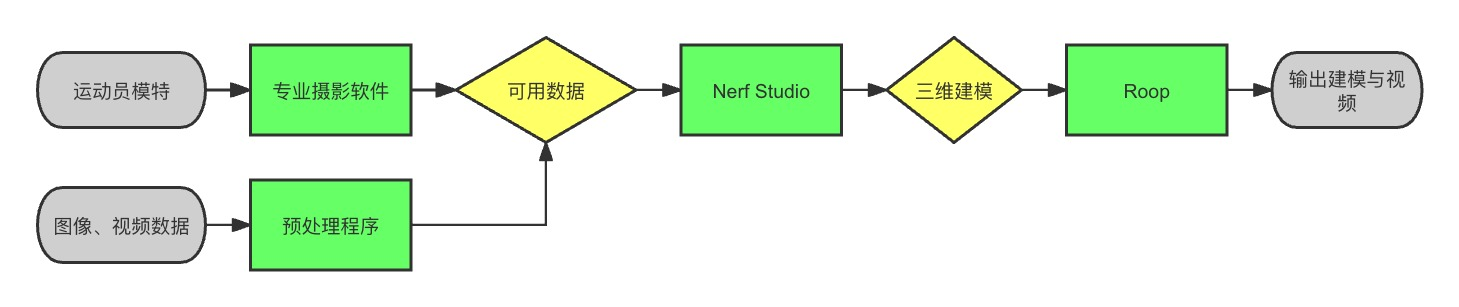 运动员模特
专业摄影软件
可用数据
Nerf Studio
三维建模
Roop
输出建模与视
频
图像、视频数据
预处理程序